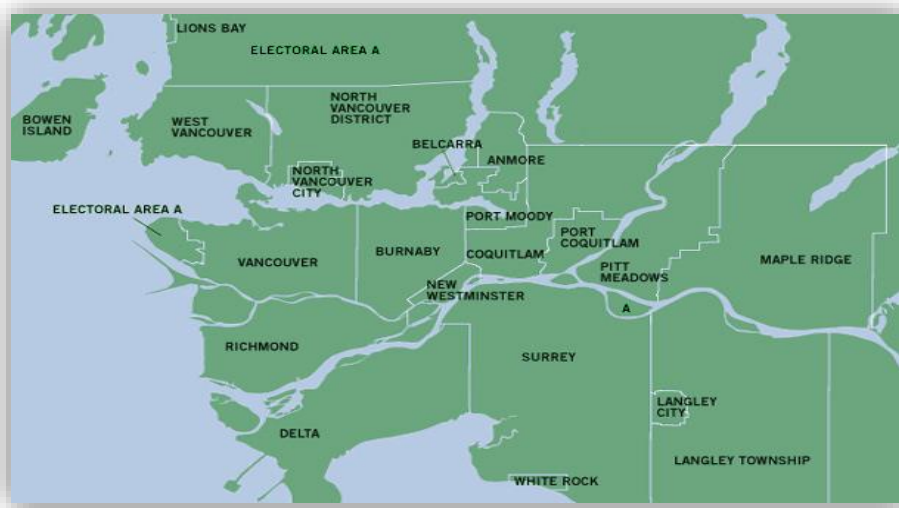 LIONS BAY
ELECTORAL AREA A
BOWEN
ISLAND
WEST
VANCOUVER
NORTH
VANCOUVER
DISTRICT
BELCARRA
ANMORE
NORTH
VANCOUVER
CITY
ELECTORAL AREA A
PORT MOODY
VANCOUVER
BURNABY
COQUITLAM
PORT
COQUITLAM
PITT
MEADOWS
MAPLE RIDGE
NEW
WESTMINSTER
A
RICHMOND
SURREY
LANGLEY
CITY
DELTA
LANGLEY TOWNSHIP
WHITE ROCK